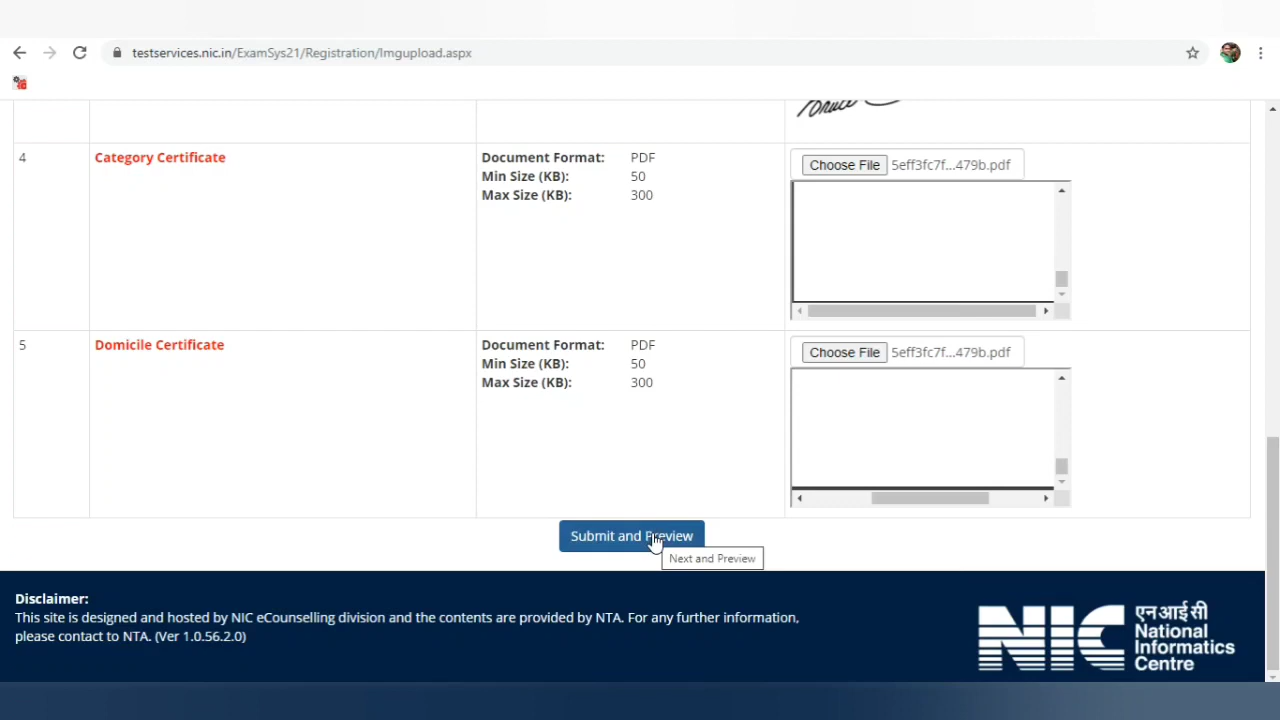 testservices.nic.in/ExamSys21/Registration/Imgupload.aspx
4
Category Certificate
Document Format: PDF
Min Size (KB): 50
Max Size (KB): 300
Choose File 5eff3fc7f...479b.pdf
5
Domicile Certificate
Document Format: PDF
Min Size (KB): 50
Max Size (KB): 300
Choose File 5eff3fc7f...479b.pdf
Submit and Preview
Next and Preview
Disclaimer:
This site is designed and hosted by NIC eCounselling division and the contents are provided by NTA. For any further information,
please contact to NTA. (Ver 1.0.56.2.0)
NIC
एन आई सी
National
Informatics
Centre